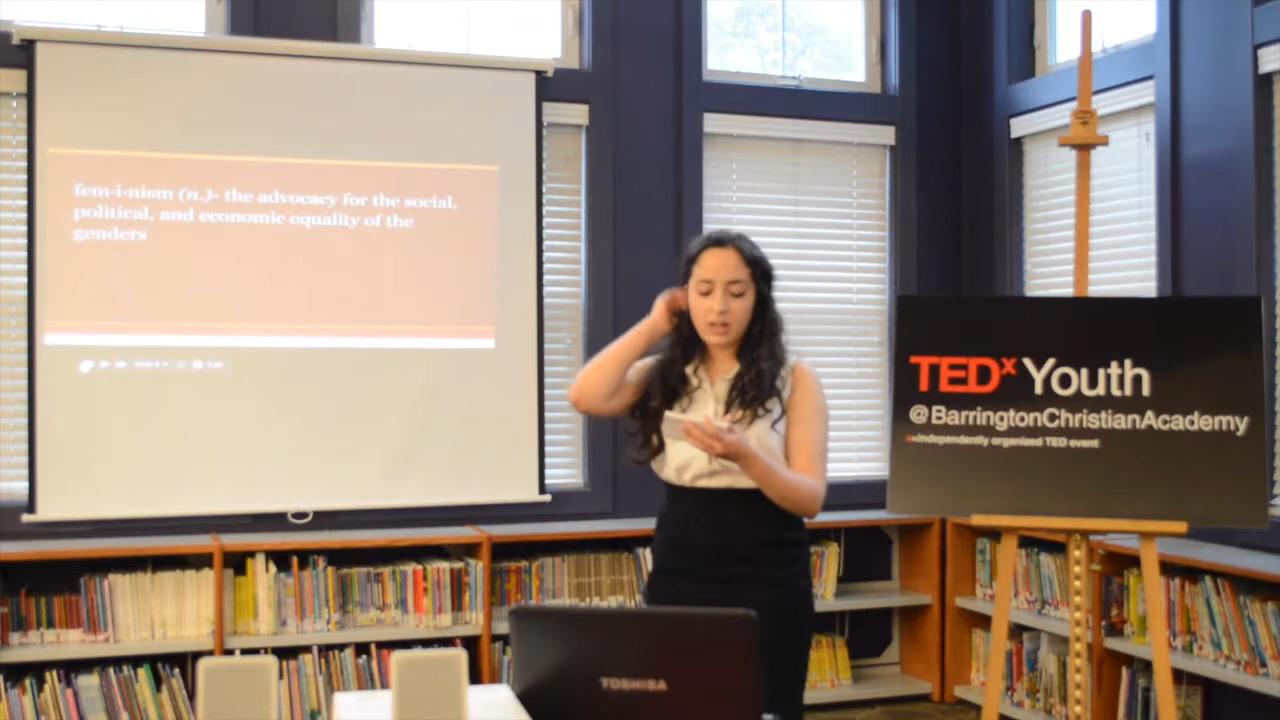 fem·i·nism (n.)- the advocacy for the social,
political, and economic equality of the
genders
TEDx Youth
@BarringtonChristianAcademy
x=independently organized TED event
TOSHIBA